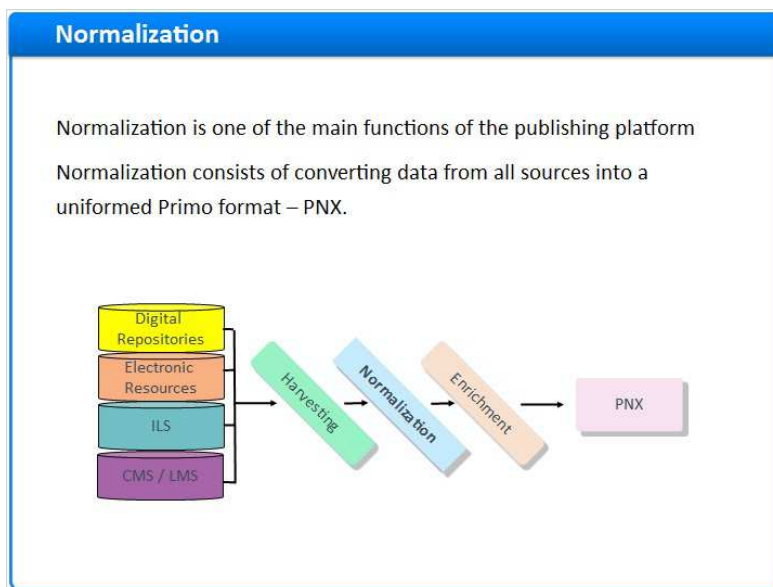 Normalization
Normalization is one of the main functions of the publishing platform
Normalization consists of converting data from all sources into a
uniformed Primo format – PNX.
Digital
Repositories
Electronic
Resources
ILS
CMS / LMS
Harvesting
Normalization
Enrichment
PNX